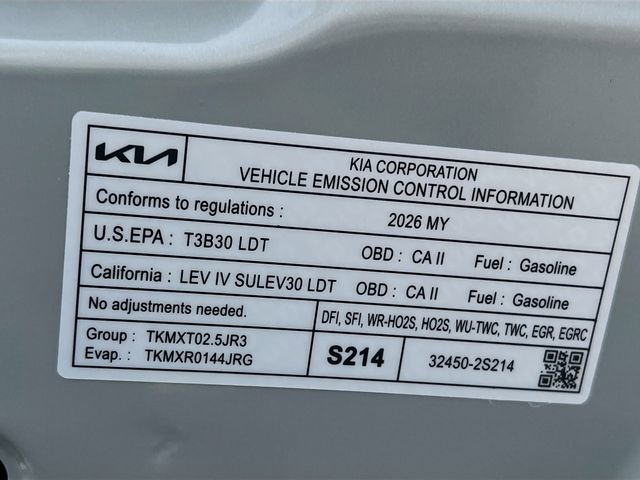 KIA
KIA CORPORATION
VEHICLE EMISSION CONTROL INFORMATION
Conforms to regulations : 2026 MY
U.S.EPA : T3B30 LDT OBD : CA II Fuel : Gasoline
California : LEV IV SULEV30 LDT OBD : CA II Fuel : Gasoline
No adjustments needed. DFI, SFI, WR-HO2S, HO2S, WU-TWC, TWC, EGR, EGRC
Group : TKMXT02.5JR3
Evap. : TKMXR0144JRG
S214
32450-2S214